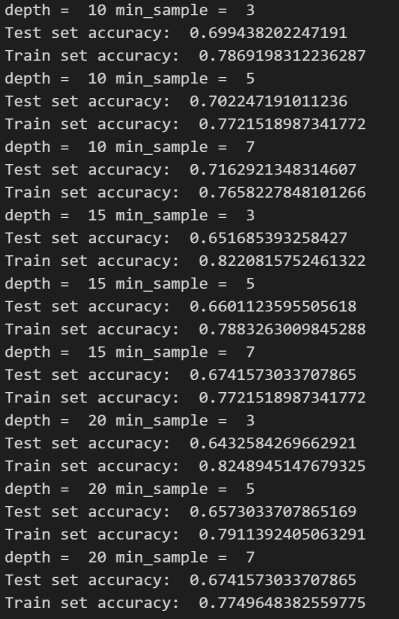 depth =  10 min_sample =  3
Test set accuracy:  0.699438202247191
Train set accuracy:  0.7869198312236287
depth =  10 min_sample =  5
Test set accuracy:  0.702247191011236
Train set accuracy:  0.7721518987341772
depth =  10 min_sample =  7
Test set accuracy:  0.7162921348314607
Train set accuracy:  0.7658227848101266
depth =  15 min_sample =  3
Test set accuracy:  0.651685393258427
Train set accuracy:  0.8220815752461322
depth =  15 min_sample =  5
Test set accuracy:  0.6601123595505618
Train set accuracy:  0.7883263009845288
depth =  15 min_sample =  7
Test set accuracy:  0.6741573033707865
Train set accuracy:  0.7721518987341772
depth =  20 min_sample =  3
Test set accuracy:  0.6432584269662921
Train set accuracy:  0.8248945147679325
depth =  20 min_sample =  5
Test set accuracy:  0.6573033707865169
Train set accuracy:  0.7911392405063291
depth =  20 min_sample =  7
Test set accuracy:  0.6741573033707865
Train set accuracy:  0.7749648382559775